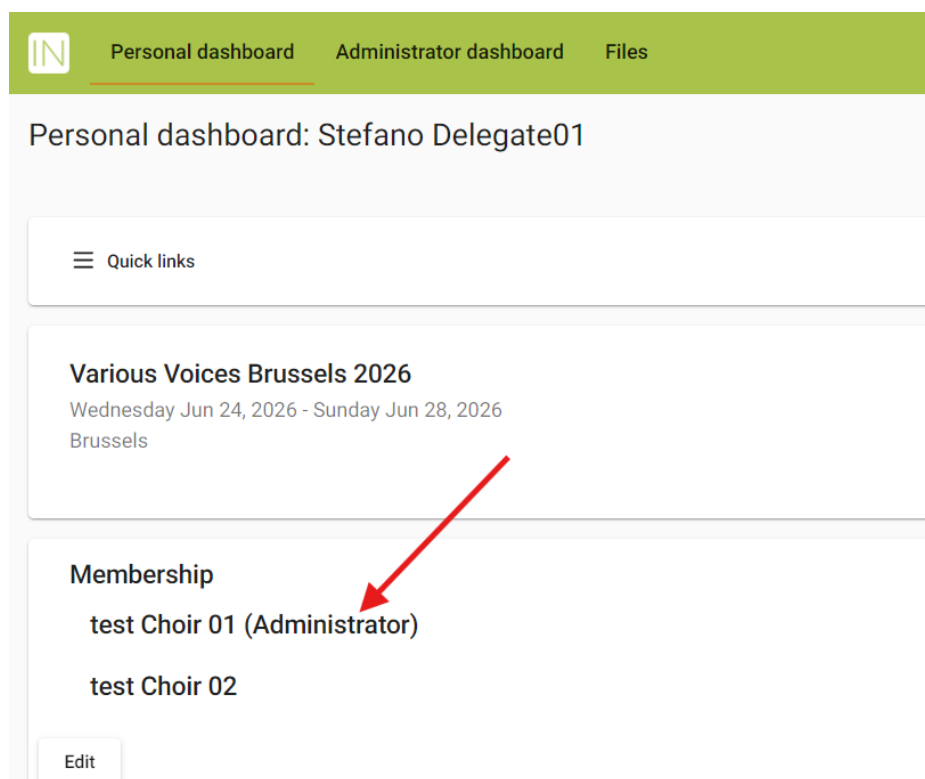 IN Personal dashboard Administrator dashboard Files
Personal dashboard: Stefano Delegate01
Quick links
Various Voices Brussels 2026
Wednesday Jun 24, 2026 - Sunday Jun 28, 2026
Brussels
Membership
test Choir 01 (Administrator)
test Choir 02
Edit